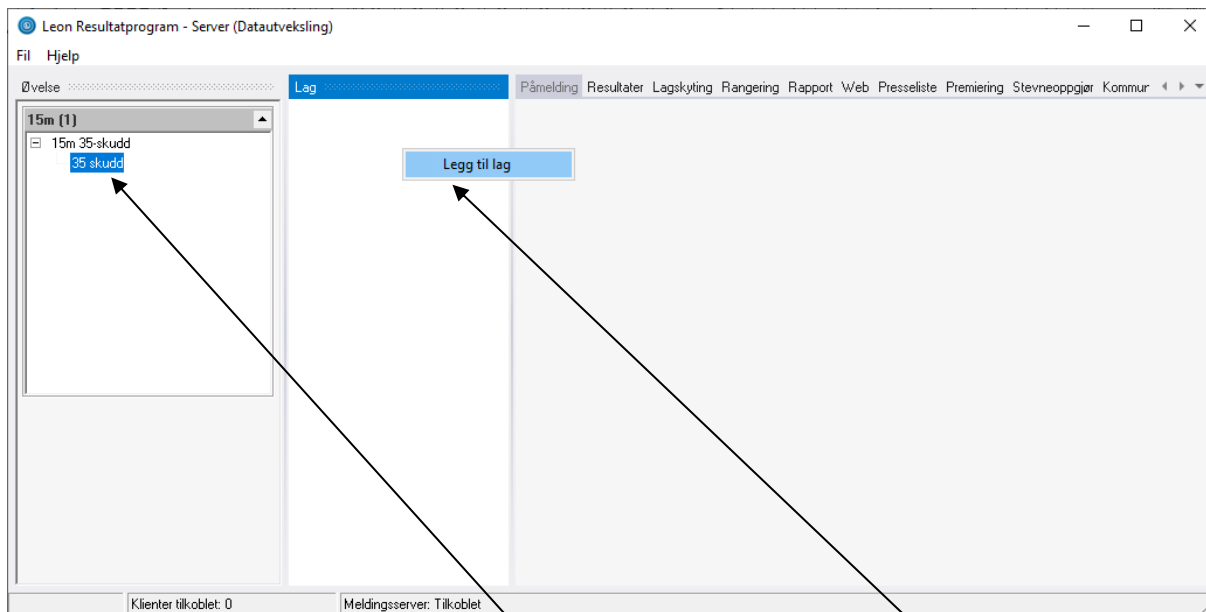 Leon Resultatprogram - Server (Datautveksling)
Fil Hjelp
Øvelse
Lag
Påmelding Resultater Lagskyting Rangering Rapport Web Presseliste Premiering Stevneoppgjør Kommur
15m (1)
15m 35-skudd
35 skudd
Legg til lag
Klienter tilkoblet: 0
Meldingsserver: Tilkoblet